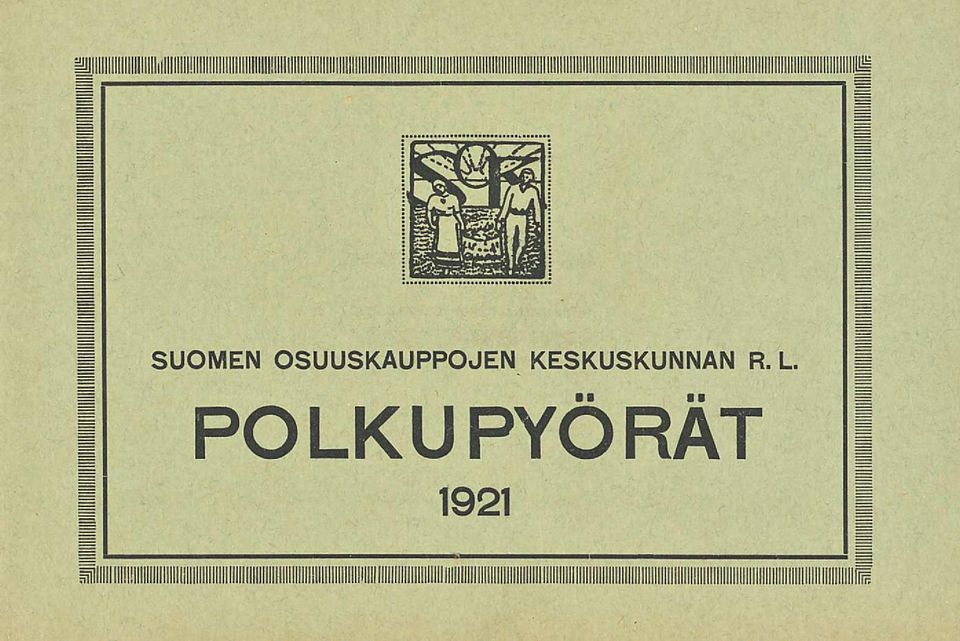 SUOMEN OSUUSKAUPPOJEN KESKUSKUNNAN R. L.
POLKUPYÖRÄT
1921